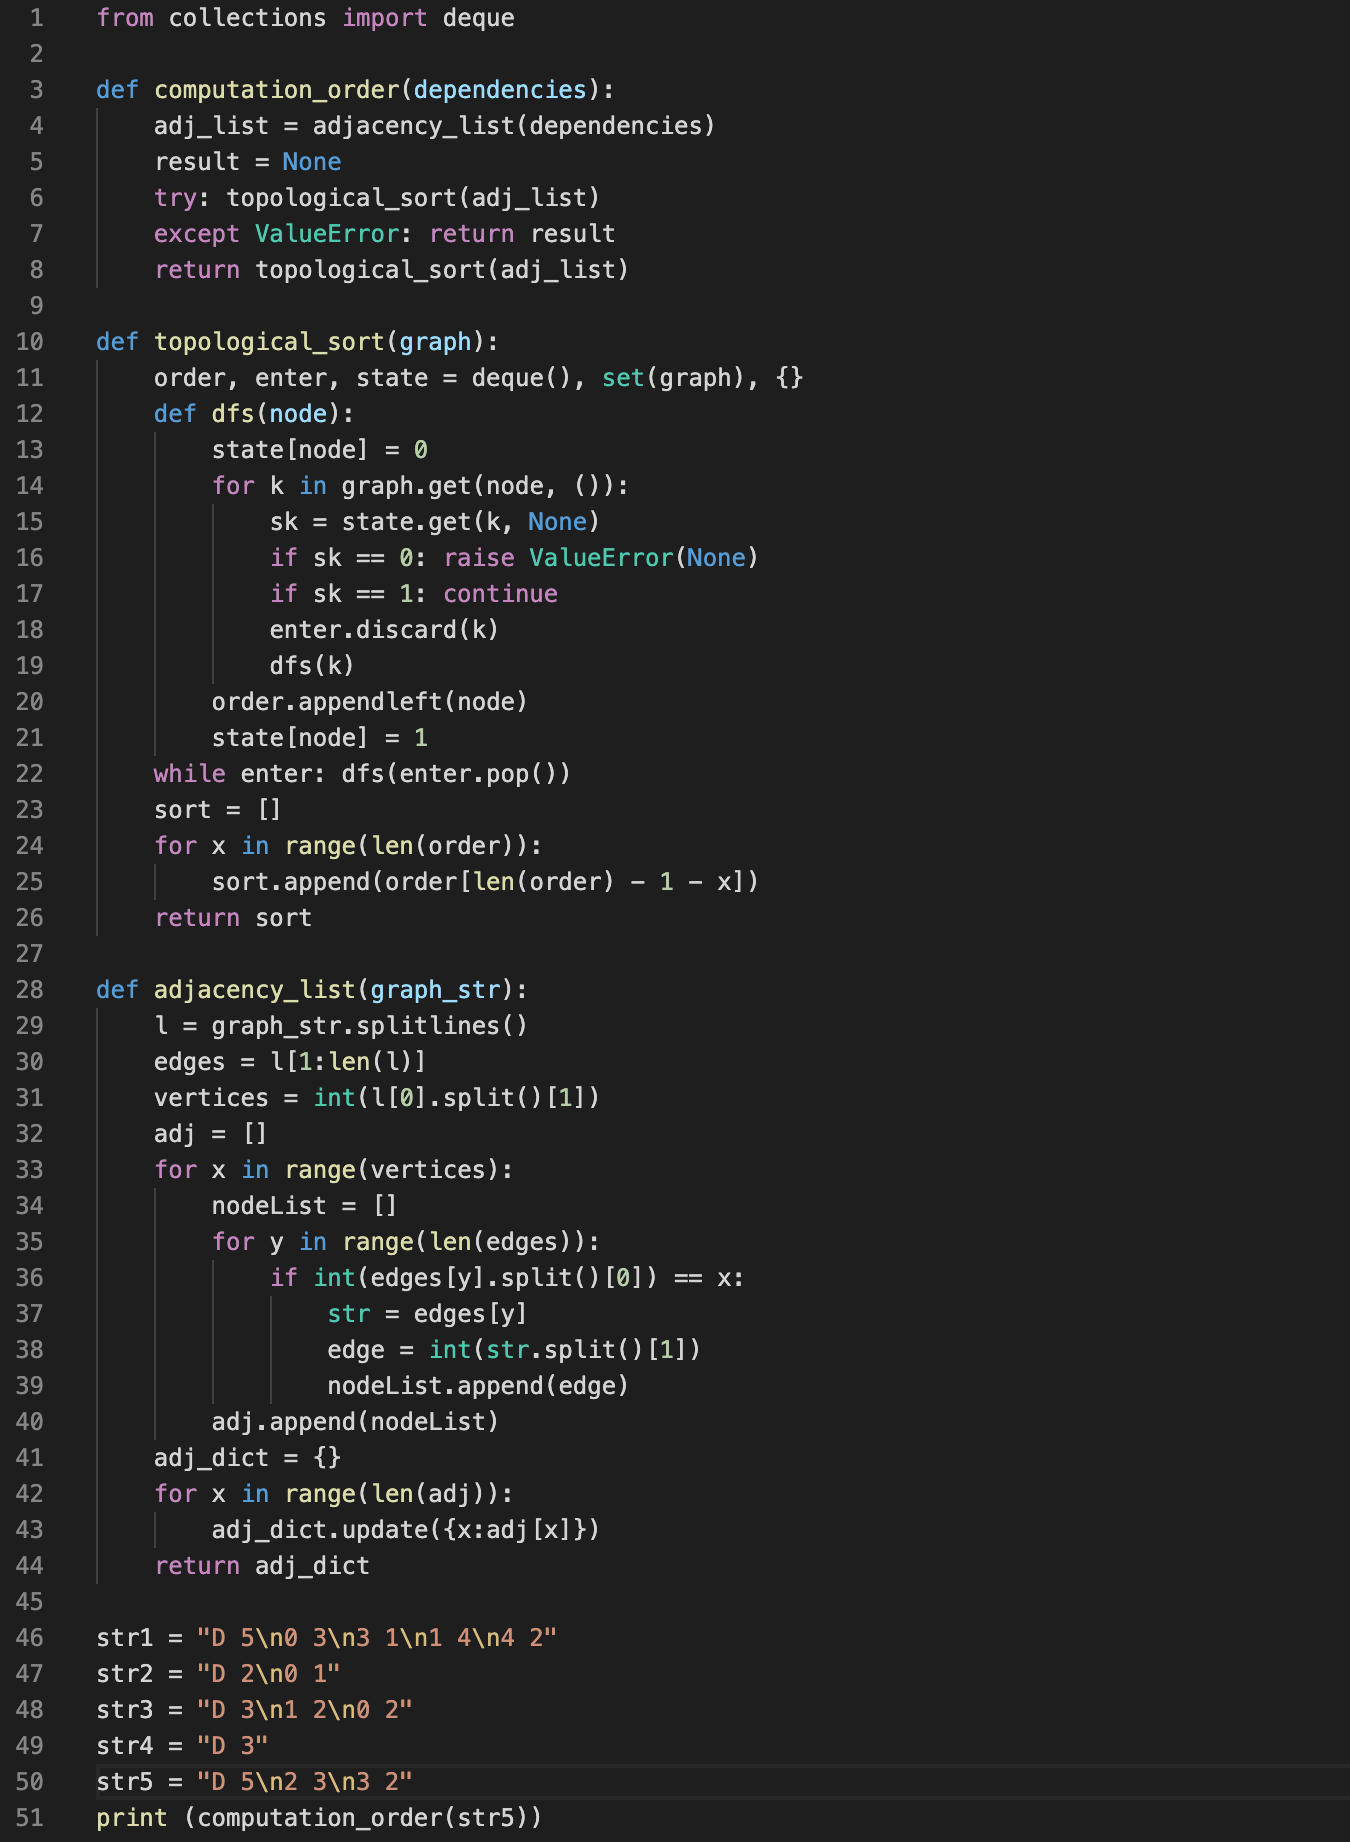 1 from collections import deque
2
3 def computation_order(dependencies):
4     adj_list = adjacency_list(dependencies)
5     result = None
6     try: topological_sort(adj_list)
7     except ValueError: return result
8     return topological_sort(adj_list)
9
10 def topological_sort(graph):
11     order, enter, state = deque(), set(graph), {}
12     def dfs(node):
13         state[node] = 0
14         for k in graph.get(node, ()):
15             sk = state.get(k, None)
16             if sk == 0: raise ValueError(None)
17             if sk == 1: continue
18             enter.discard(k)
19             dfs(k)
20         order.appendleft(node)
21         state[node] = 1
22     while enter: dfs(enter.pop())
23     sort = []
24     for x in range(len(order)):
25         sort.append(order[len(order) - 1 - x])
26     return sort
27
28 def adjacency_list(graph_str):
29     l = graph_str.splitlines()
30     edges = l[1:len(l)]
31     vertices = int(l[0].split()[1])
32     adj = []
33     for x in range(vertices):
34         nodeList = []
35         for y in range(len(edges)):
36             if int(edges[y].split()[0]) == x:
37                 str = edges[y]
38                 edge = int(str.split()[1])
39                 nodeList.append(edge)
40         adj.append(nodeList)
41     adj_dict = {}
42     for x in range(len(adj)):
43         adj_dict.update({x:adj[x]})
44     return adj_dict
45
46 str1 = "D 5\n0 3\n3 1\n1 4\n4 2"
47 str2 = "D 2\n0 1"
48 str3 = "D 3\n1 2\n0 2"
49 str4 = "D 3"
50 str5 = "D 5\n2 3\n3 2"
51 print (computation_order(str5))